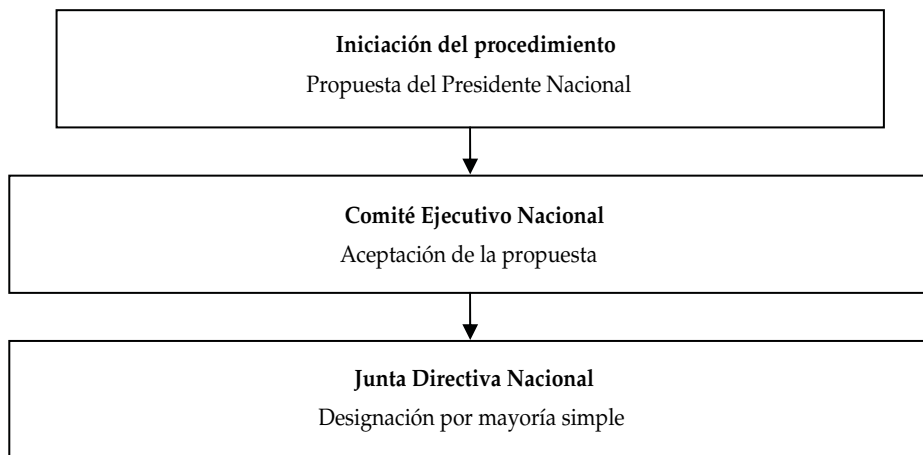 Iniciación del procedimiento
Propuesta del Presidente Nacional
Comité Ejecutivo Nacional
Aceptación de la propuesta
Junta Directiva Nacional
Designación por mayoría simple